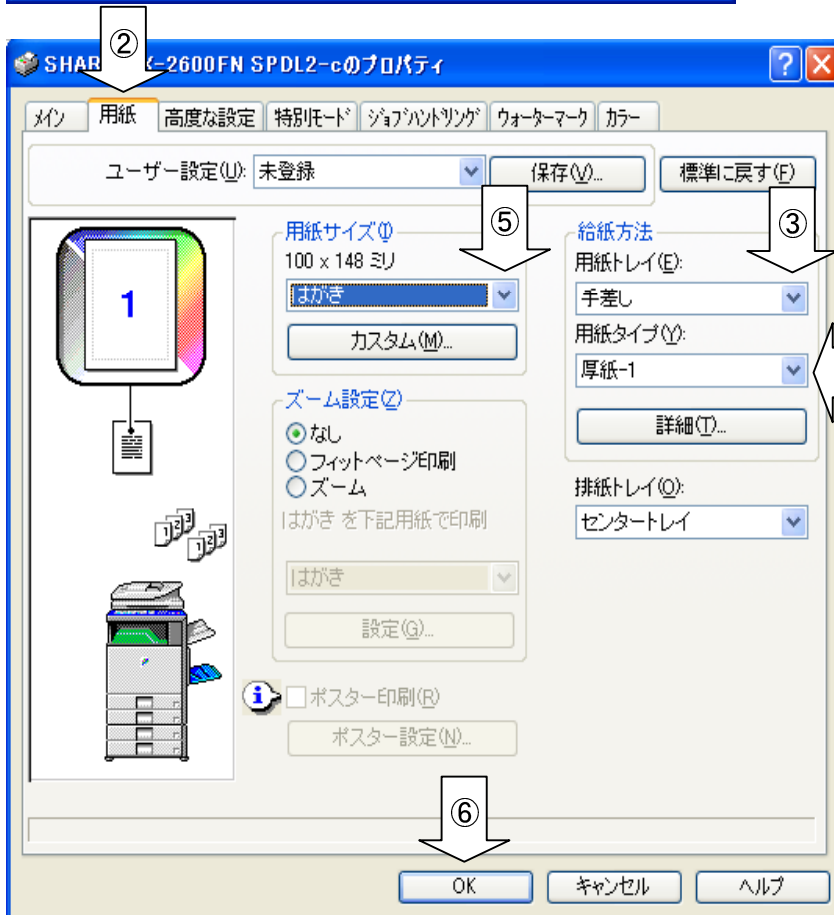 ②
SHAR X-2600FN SPDL2-cのプロパティ
メイン 用紙 高度な設定 特別モード ジョブハンドリング ウォーターマーク カラー
ユーザー設定(U): 未登録 保存(V)... 標準に戻す(F)
⑤
③
用紙サイズ(I)
100 x 148 ミリ
はがき
カスタム(M)...
給紙方法
用紙トレイ(E):
手差し
用紙タイプ(Y):
厚紙-1
詳細(T)...
1
ズーム設定(Z)
なし
フィットページ印刷
ズーム
はがき を下記用紙で印刷
はがき
設定(G)...
排紙トレイ(O):
センタートレイ
1 2 3
1 2 3
ポスター印刷(R)
ポスター設定(N)...
⑥
OK キャンセル ヘルプ